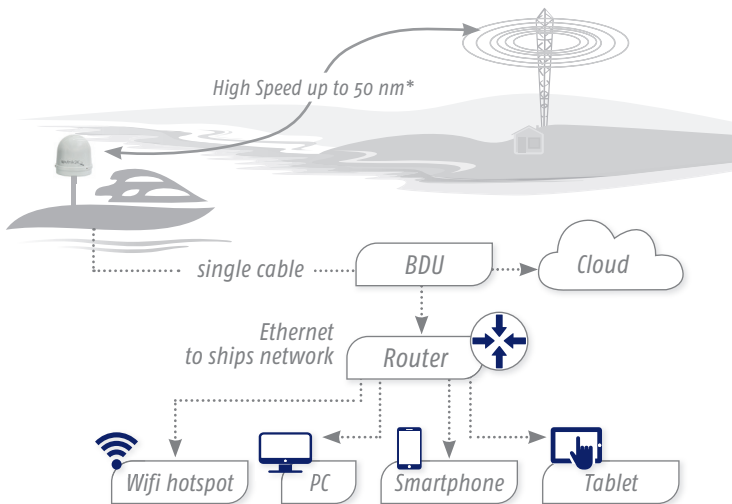 High Speed up to 50 nm*
single cable
BDU
Cloud
Ethernet
to ships network
Router
Wifi hotspot
PC
Smartphone
Tablet